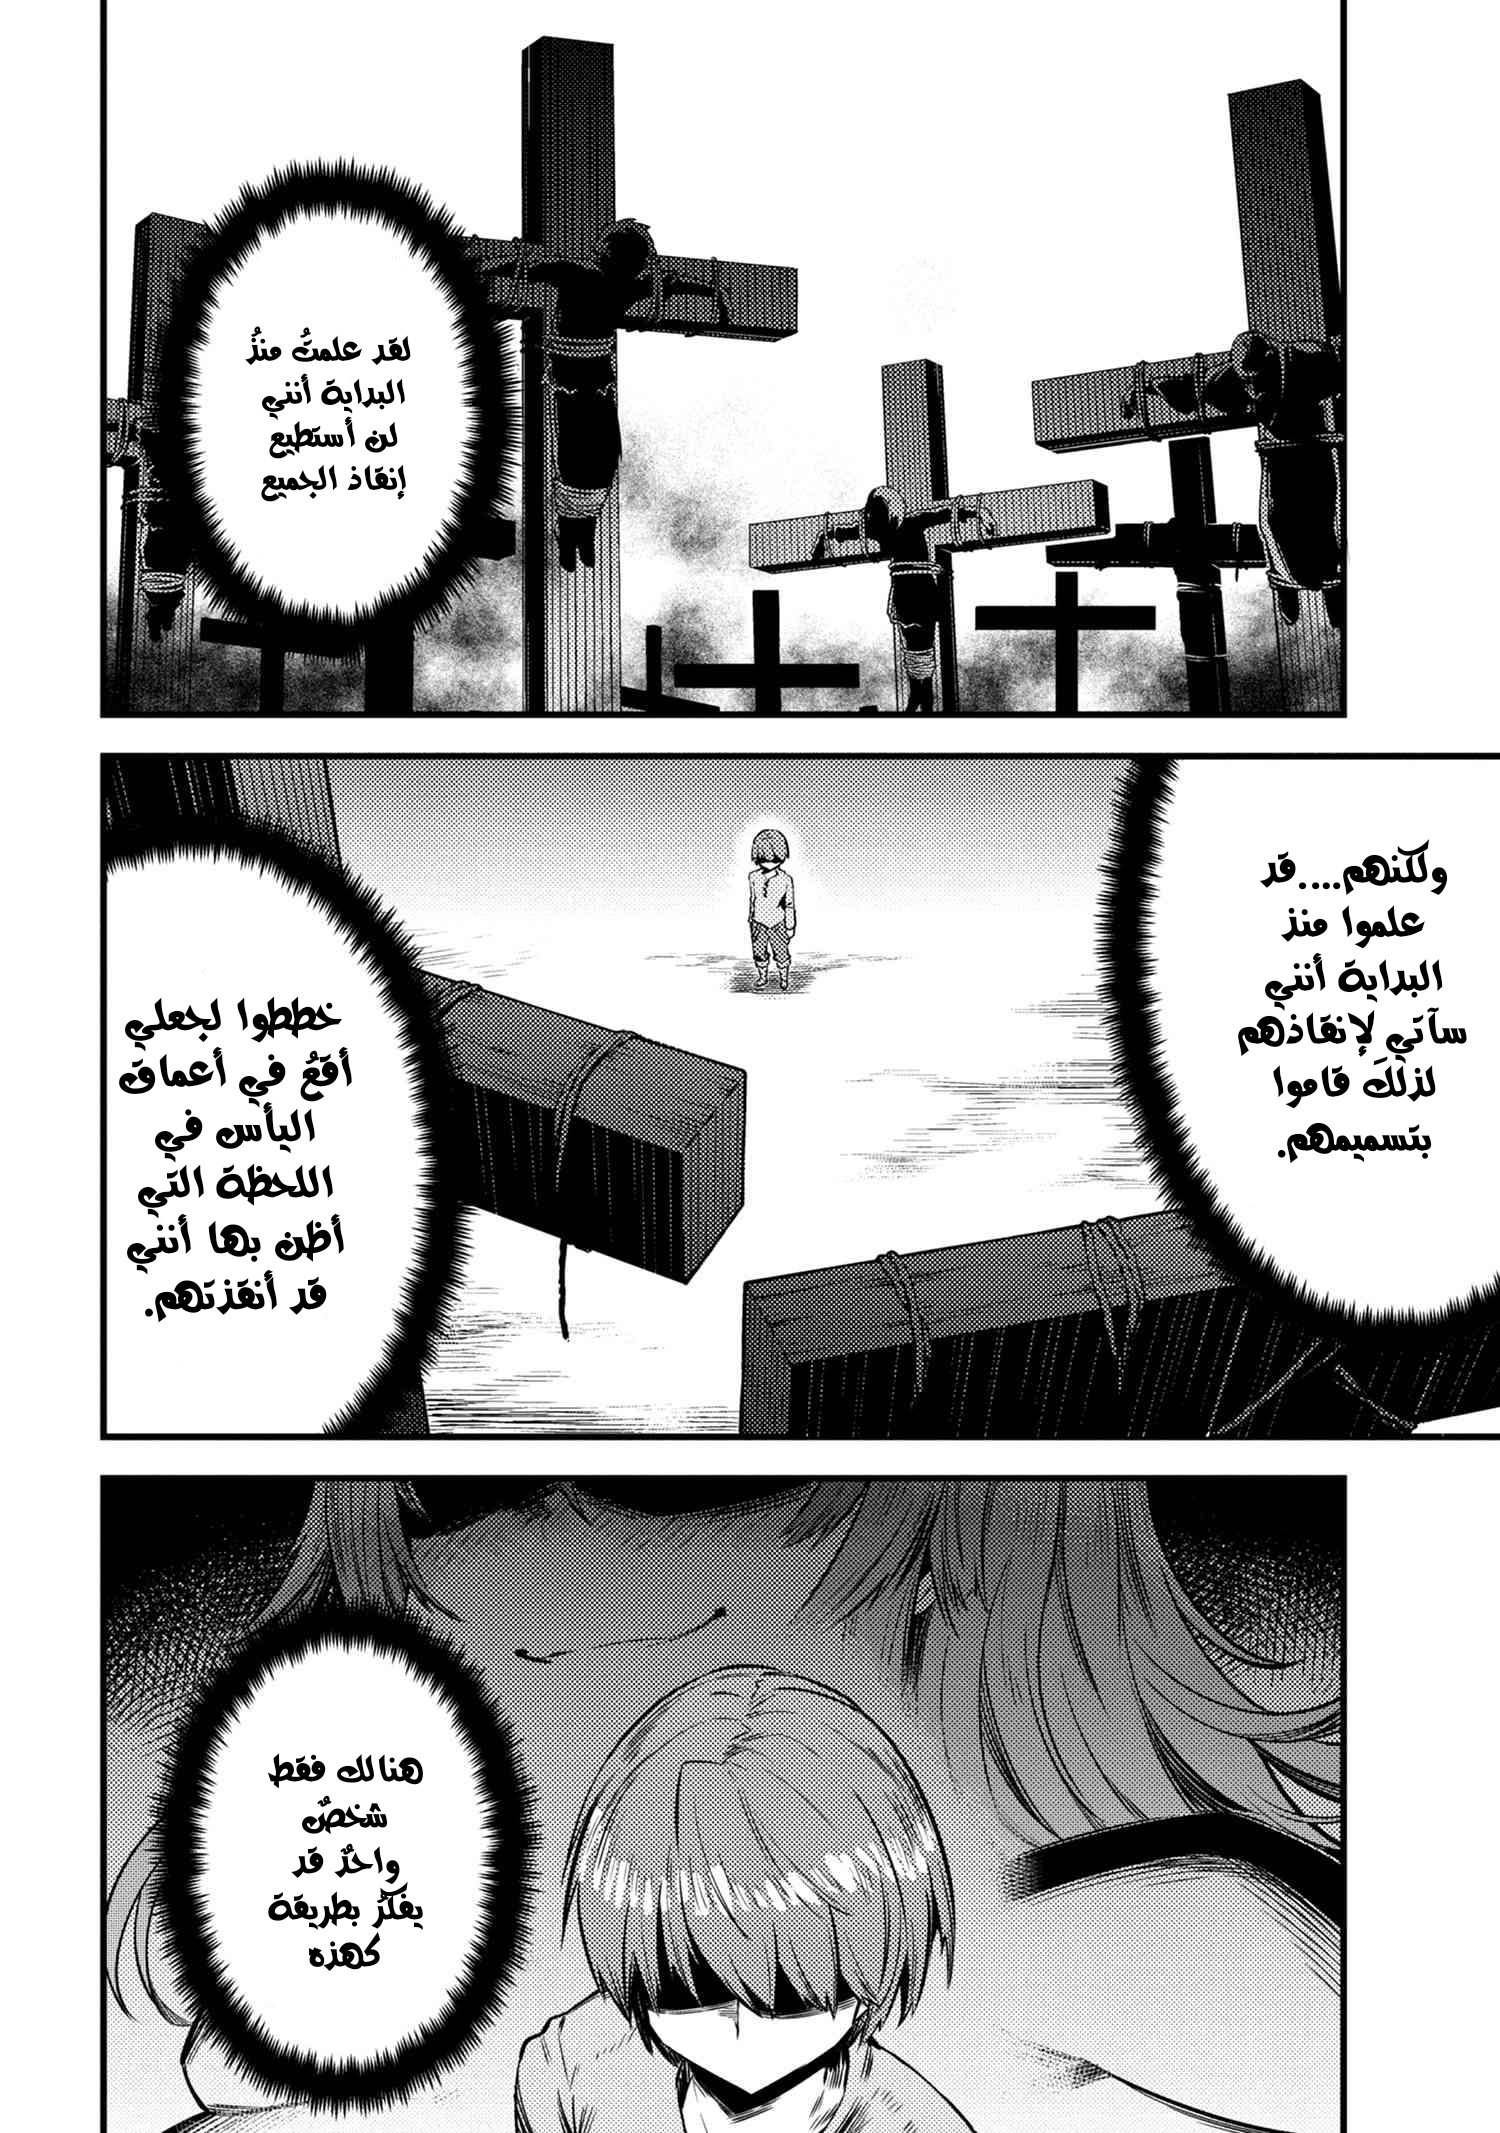 لقد علمتُ منذُ
البداية أنني
لن أستطيع
إنقاذ الجميع
ولكنهم....قد
علموا منذ
البداية أنني
سآتي لإنقاذهم
لذلكَ قاموا
بتسميمهم.
خططوا لجعلي
أقعُ في أعماق
اليأس في
اللحظة التي
أظن بها أنني
قد أنقذتهم.
هنالك فقط
شخصٌ
واحدٌ قد
يفكرُ بطريقة
كهذه